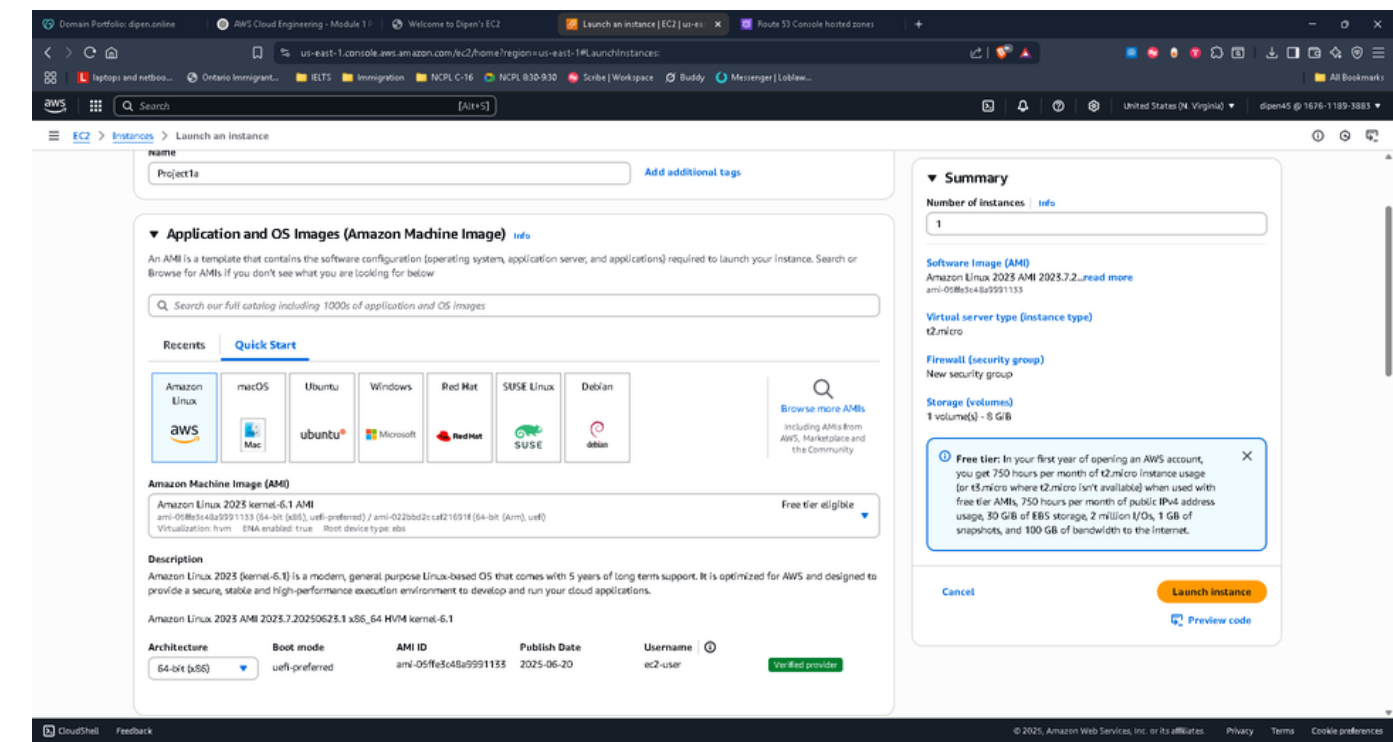 Domain Portfolio: dipen.online
AWS Cloud Engineering - Module 1 P
Welcome to Dipen's EC2
Launch an instance | EC2 | us-eas
Route 53 Console hosted zones
us-east-1.console.aws.amazon.com/ec2/home?region=us-east-1#LaunchInstances:
laptops and netboo...
Ontario Immigrant...
IELTS
Immigration
NCPL C-16
NCPL 830-930
Scribe | Workspace
Buddy
Messenger | Loblaw...
All Bookmarks
aws
Search
[Alt+S]
United States (N. Virginia)
dipen45 @ 1676-1189-3883
EC2 > Instances > Launch an instance
Name
Project1a
Add additional tags
Application and OS Images (Amazon Machine Image) Info
An AMI is a template that contains the software configuration (operating system, application server, and applications) required to launch your instance. Search or
Browse for AMIs if you don't see what you are looking for below
Search our full catalog including 1000s of application and OS images
Recents
Quick Start
Amazon
Linux
aws
macOS
Mac
Ubuntu
ubuntu®
Windows
Microsoft
Red Hat
Red Hat
SUSE Linux
SUSE
Debian
debian
Browse more AMIs
Including AMIs from
AWS, Marketplace and
the Community
Amazon Machine Image (AMI)
Amazon Linux 2023 kernel-6.1 AMI
Free tier eligible
ami-05ffe3c48a9991133 (64-bit (x86), uefi-preferred) / ami-022bbd2ccaf21691f (64-bit (Arm), uefi)
Virtualization: hvm ENA enabled: true Root device type: ebs
Description
Amazon Linux 2023 (kernel-6.1) is a modern, general purpose Linux-based OS that comes with 5 years of long term support. It is optimized for AWS and designed to
provide a secure, stable and high-performance execution environment to develop and run your cloud applications.
Amazon Linux 2023 AMI 2023.7.20250623.1 x86_64 HVM kernel-6.1
Architecture
64-bit (x86)
Boot mode
uefi-preferred
AMI ID
ami-05ffe3c48a9991133
Publish Date
2025-06-20
Username
ec2-user
Verified provider
Summary
Number of instances Info
1
Software Image (AMI)
Amazon Linux 2023 AMI 2023.7.2...read more
ami-05ffe3c48a9991133
Virtual server type (instance type)
t2.micro
Firewall (security group)
New security group
Storage (volumes)
1 volume(s) - 8 GiB
Free tier: In your first year of opening an AWS account,
you get 750 hours per month of t2.micro instance usage
(or t3.micro where t2.micro isn't available) when used with
free tier AMIs, 750 hours per month of public IPv4 address
usage, 30 GiB of EBS storage, 2 million I/Os, 1 GB of
snapshots, and 100 GB of bandwidth to the internet.
Cancel
Launch instance
Preview code
CloudShell
Feedback
© 2025, Amazon Web Services, Inc. or its affiliates.
Privacy
Terms
Cookie preferences